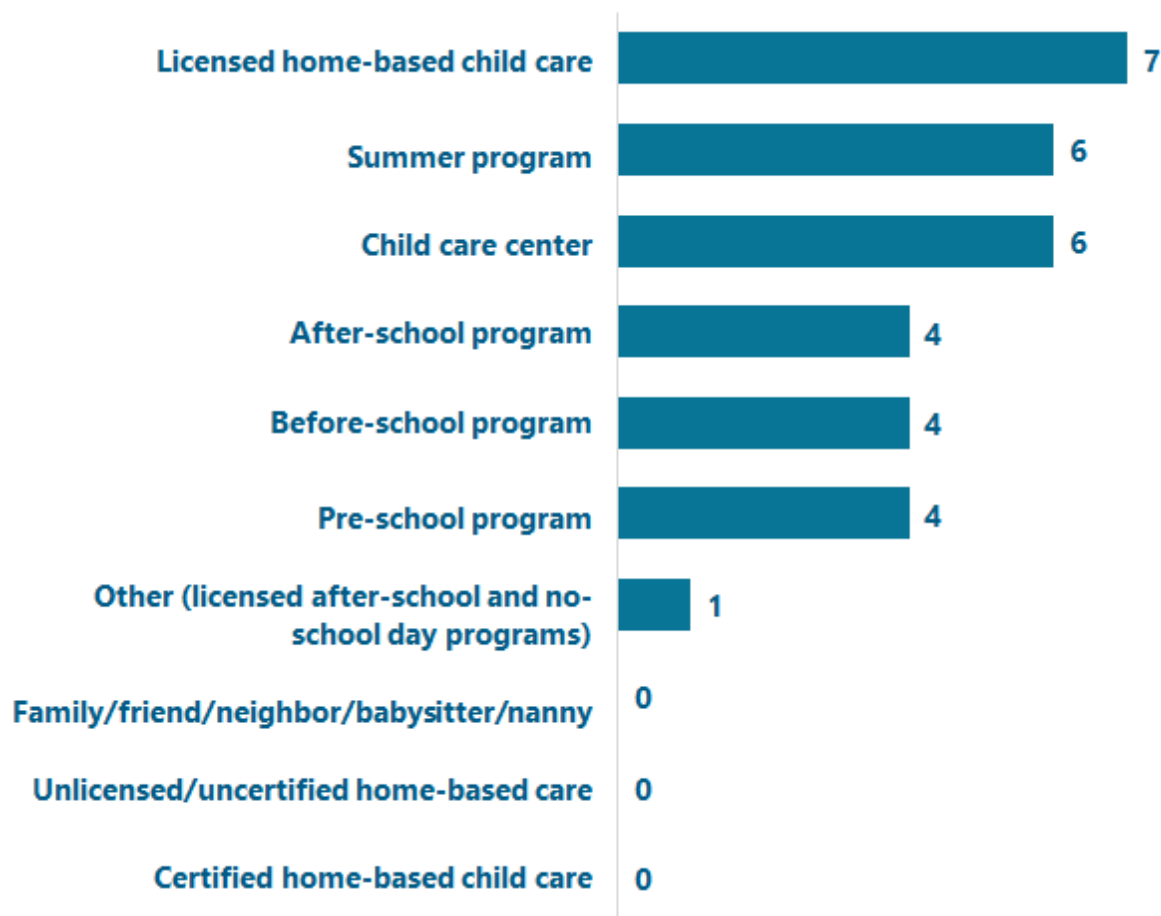 Licensed home-based child care 7
Summer program 6
Child care center 6
After-school program 4
Before-school program 4
Pre-school program 4
Other (licensed after-school and no-
school day programs) 1
Family/friend/neighbor/babysitter/nanny 0
Unlicensed/uncertified home-based care 0
Certified home-based child care 0